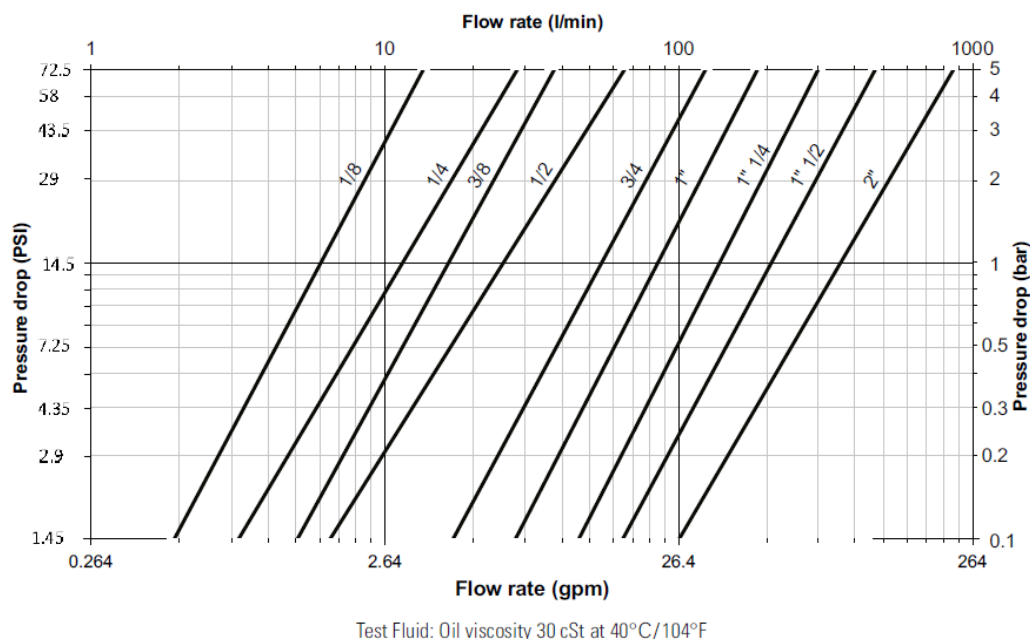 Flow rate (l/min)
1 10 100 1000
72.5 5
58 4
43.5 3
29 1/8 1/4 3/8 1/2 3/4 1" 1" 1/4 1" 1/2 2" 2
14.5 1
7.25 0.5
4.35 0.3
2.9 0.2
1.45 0.1
Pressure drop (PSI)
Pressure drop (bar)
0.264 2.64 26.4 264
Flow rate (gpm)
Test Fluid: Oil viscosity 30 cSt at 40°C/104°F